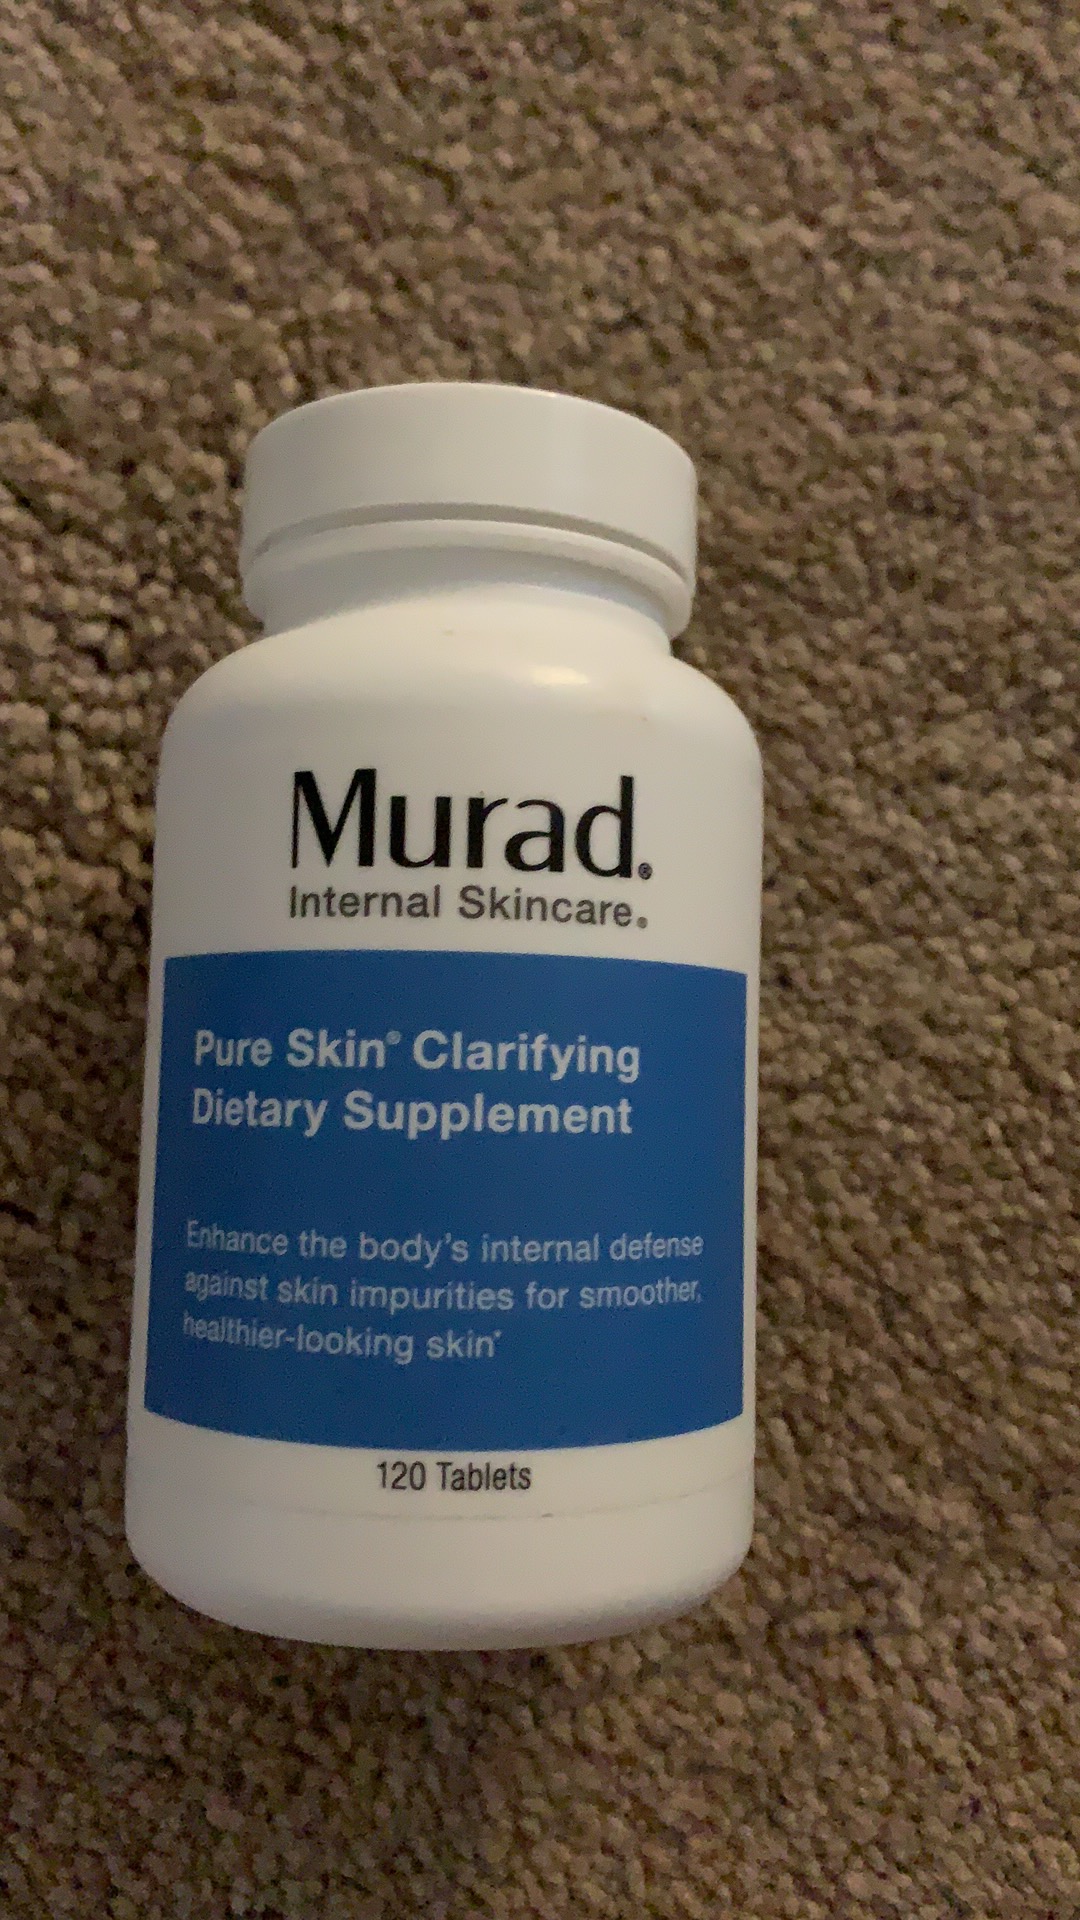 Murad.®
Internal Skincare®
Pure Skin® Clarifying
Dietary Supplement
Enhance the body's internal defense
against skin impurities for smoother,
healthier-looking skin*
120 Tablets